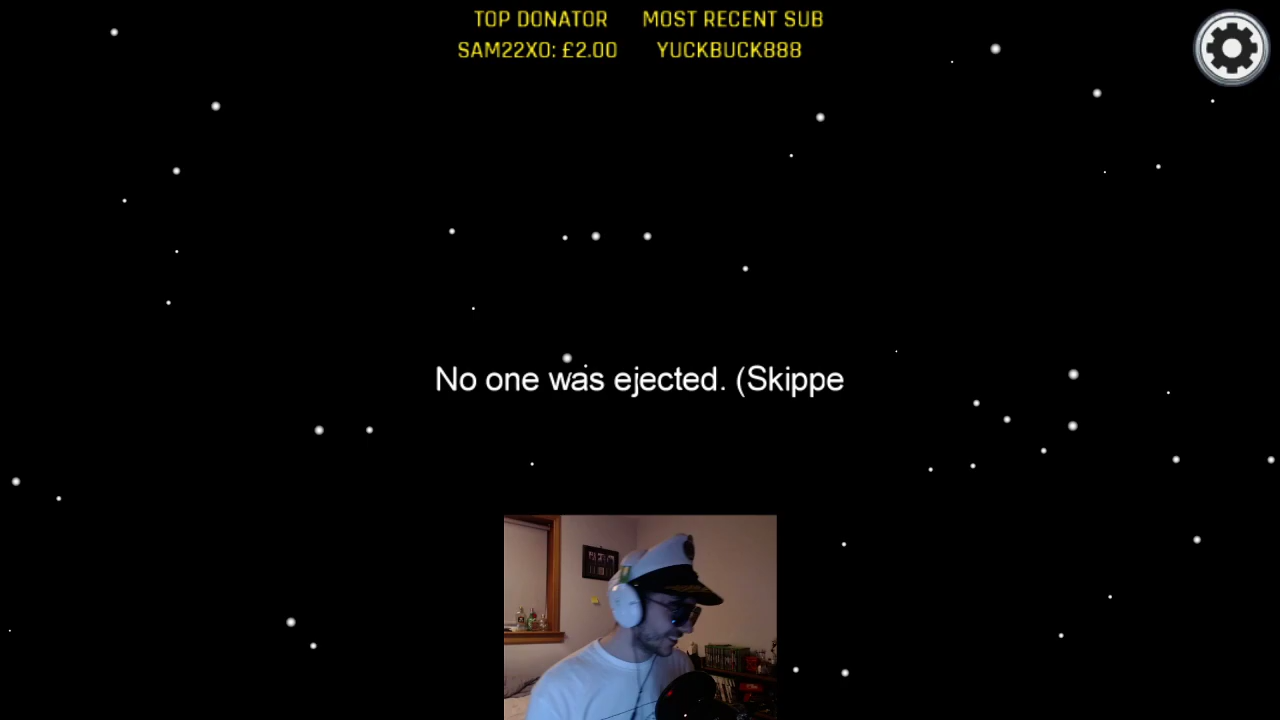 TOP DONATOR
SAM22XO: £2.00
MOST RECENT SUB
YUCKBUCK888
No one was ejected. (Skippe